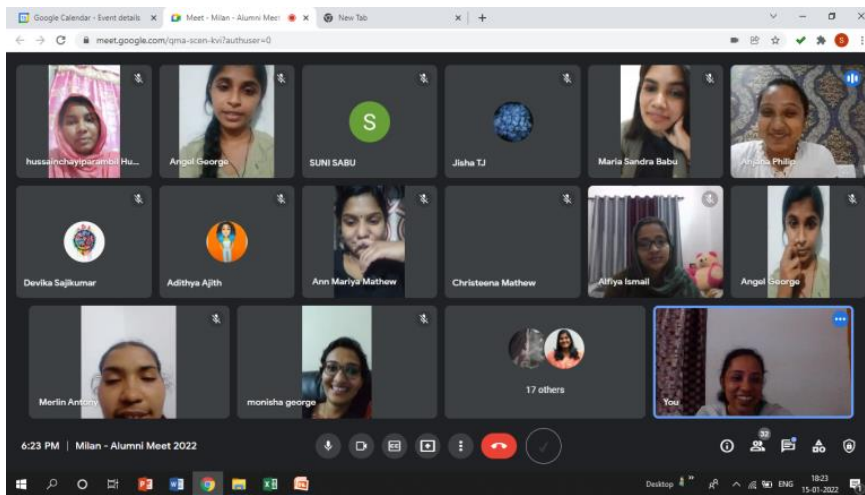 Google Calendar - Event details
Meet - Milan - Alumni Meet
New Tab
meet.google.com/qma-scen-kvi?authuser=0
S
hussainchayiparambil Hu...
Angel George
S
SUNI SABU
Jisha TJ
Maria Sandra Babu
Anjana Philip
Devika Sajikumar
Adithya Ajith
Ann Mariya Mathew
Christeena Mathew
Alfiya Ismail
Angel George
Merlin Antony
monisha george
17 others
You
6:23 PM | Milan - Alumni Meet 2022
CC
32
Desktop
ENG
18:23
15-01-2022